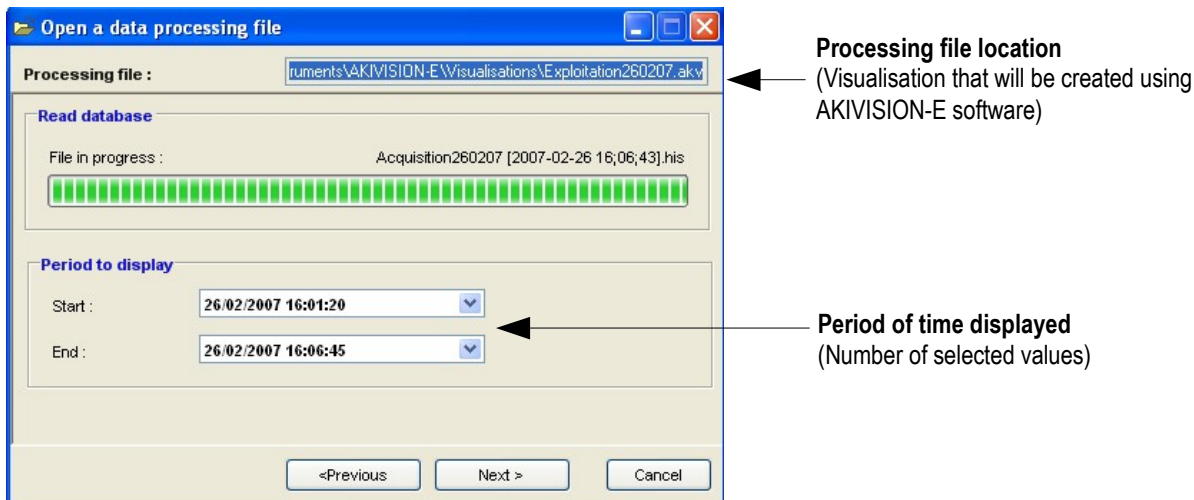 Open a data processing file
Processing file :
ruments\AKIVISION-E\Visualisations\Exploitation260207.akv
Processing file location
(Visualisation that will be created using
AKIVISION-E software)
Read database
File in progress :
Acquisition260207 [2007-02-26 16;06;43].his
Period to display
Start :
26/02/2007 16:01:20
End :
26/02/2007 16:06:45
Period of time displayed
(Number of selected values)
<Previous
Next >
Cancel